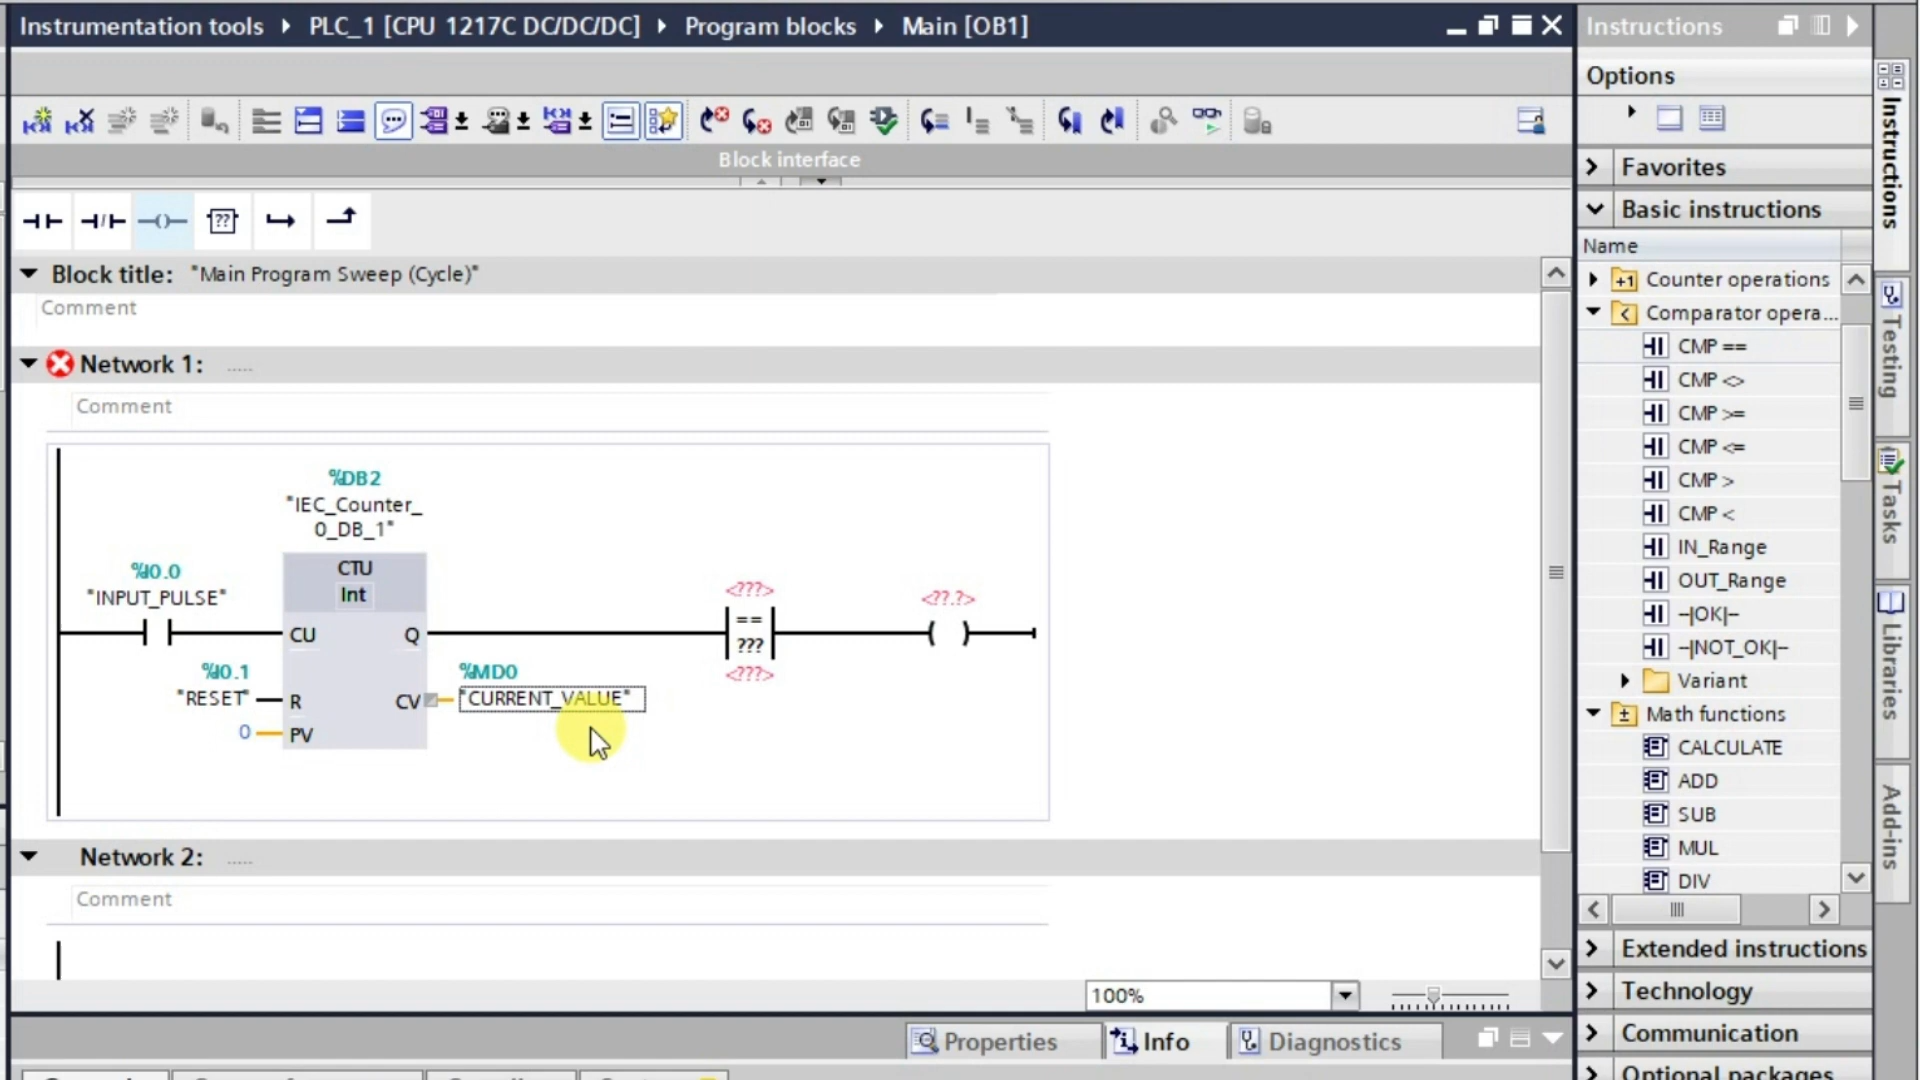 Instrumentation tools PLC_1 [CPU 1217C DC/DC/DC] Program blocks Main [OB1]
Block interface
??
Block title: "Main Program Sweep (Cycle)"
Comment
Network 1: .....
Comment
%DB2
"IEC_Counter_
0_DB_1"
CTU
Int
%I0.0
"INPUT_PULSE"
CU Q
<???>
==
???
<???>
<??.?>
%I0.1
"RESET" R
%MD0
CV "CURRENT_VALUE"
0 PV
Network 2: .....
Comment
100%
Properties Info Diagnostics
Instructions
Options
Favorites
Basic instructions
Name
Counter operations
Comparator opera...
CMP ==
CMP <>
CMP >=
CMP <=
CMP >
CMP <
IN_Range
OUT_Range
-|OK|-
-|NOT_OK|-
Variant
Math functions
CALCULATE
ADD
SUB
MUL
DIV
Extended instructions
Technology
Communication
Optional packages
Instructions
Testing
Tasks
Libraries
Add-ins